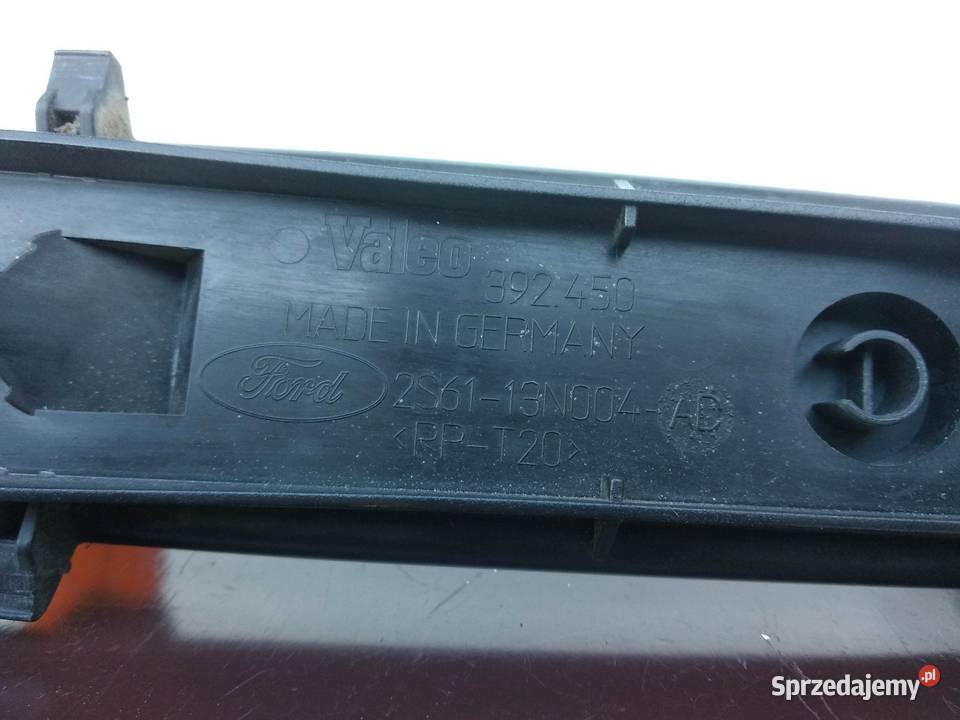 Valeo
392.450
MADE IN GERMANY
Ford
2S61-13N004-AD
<PP-T20>
Sprzedajemy.pl